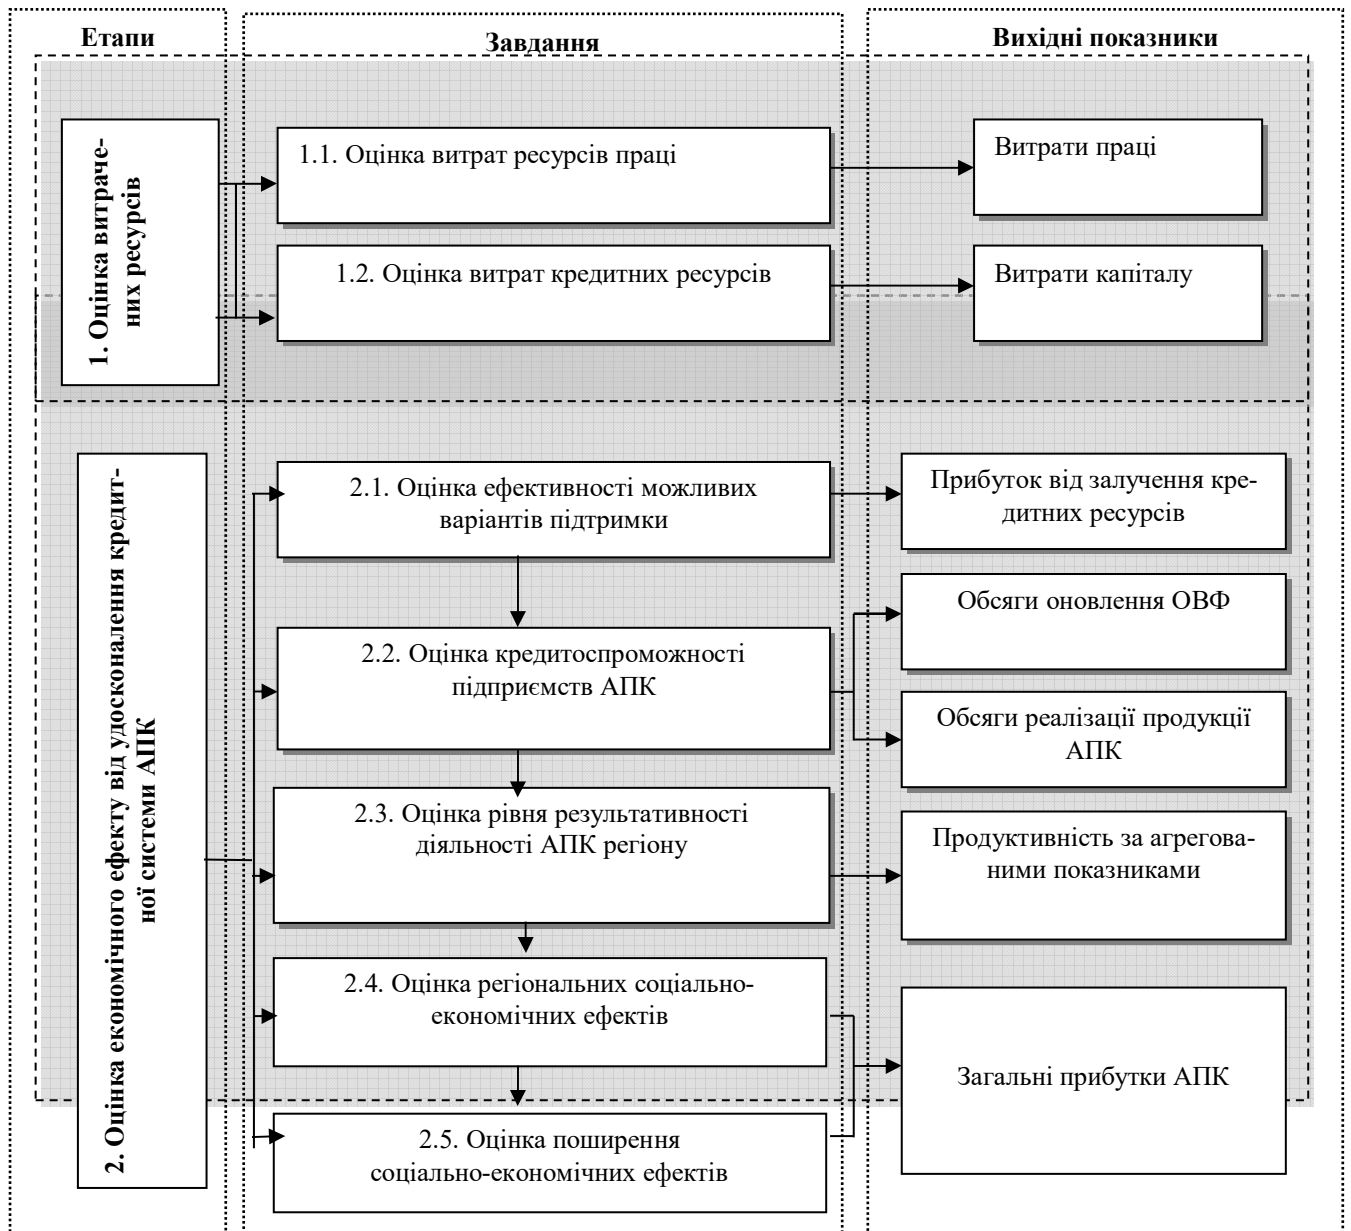 Етапи
Завдання
Вихідні показники
1. Оцінка витраче-
них ресурсів
1.1. Оцінка витрат ресурсів праці
Витрати праці
1.2. Оцінка витрат кредитних ресурсів
Витрати капіталу
2. Оцінка економічного ефекту від удосконалення кредит-
ної системи АПК
2.1. Оцінка ефективності можливих
варіантів підтримки
Прибуток від залучення кре-
дитних ресурсів
2.2. Оцінка кредитоспроможності
підприємств АПК
Обсяги оновлення ОВФ
Обсяги реалізації продукції
АПК
2.3. Оцінка рівня результативності
діяльності АПК регіону
Продуктивність за агрегова-
ними показниками
2.4. Оцінка регіональних соціально-
економічних ефектів
Загальні прибутки АПК
2.5. Оцінка поширення
соціально-економічних ефектів